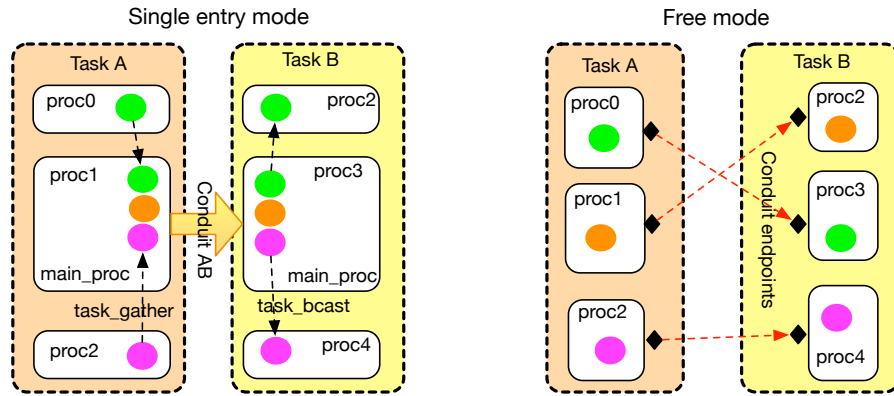 Single entry mode
Task A
proc0
proc1
main_proc
task_gather
proc2
Conduit AB
Task B
proc2
proc3
main_proc
task_bcast
proc4
Free mode
Task A
proc0
proc1
proc2
Conduit endpoints
Task B
proc2
proc3
proc4